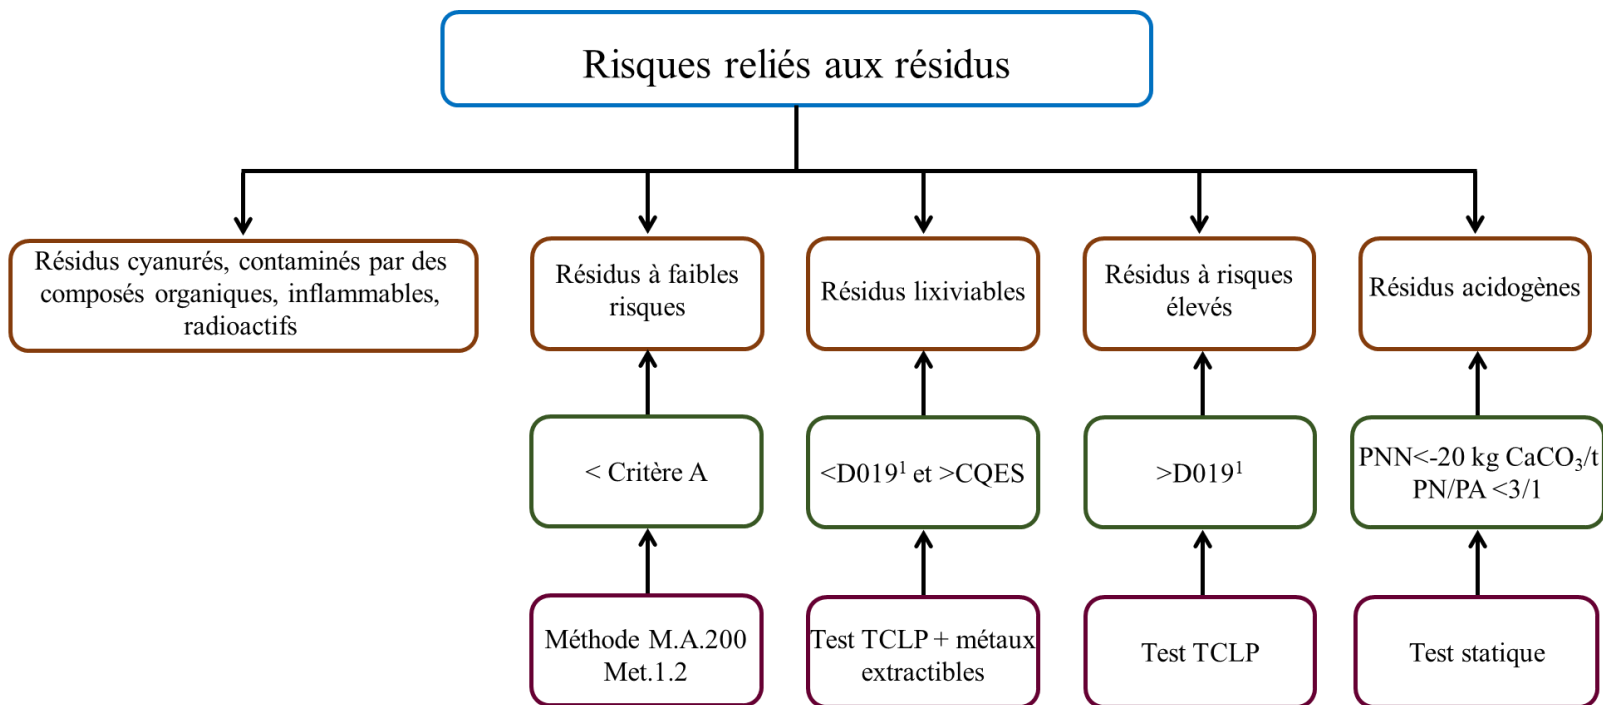 Risques reliés aux résidus
Résidus cyanurés, contaminés par des
composés organiques, inflammables,
radioactifs
Résidus à faibles
risques
Résidus lixiviables
Résidus à risques
élevés
Résidus acidogènes
< Critère A
<D019¹ et >CQES
>D019¹
PNN<-20 kg CaCO₃/t
PN/PA <3/1
Méthode M.A.200
Met.1.2
Test TCLP + métaux
extractibles
Test TCLP
Test statique